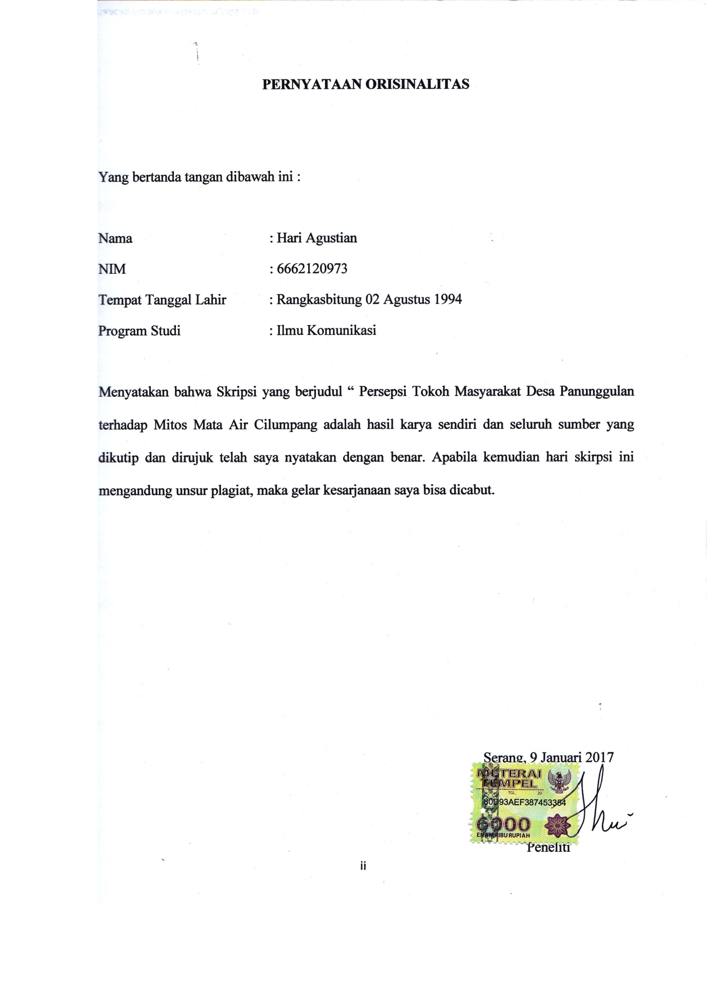 PERNYATAAN ORISINALITAS
Yang bertanda tangan dibawah ini :
Nama : Hari Agustian
NIM : 6662120973
Tempat Tanggal Lahir : Rangkasbitung 02 Agustus 1994
Program Studi : Ilmu Komunikasi
Menyatakan bahwa Skripsi yang berjudul “ Persepsi Tokoh Masyarakat Desa Panunggulan
terhadap Mitos Mata Air Cilumpang adalah hasil karya sendiri dan seluruh sumber yang
dikutip dan dirujuk telah saya nyatakan dengan benar. Apabila kemudian hari skirpsi ini
mengandung unsur plagiat, maka gelar kesarjanaan saya bisa dicabut.
Serang, 9 Januari 2017
METERAI
TEMPEL
TGL. 20
80D93AEF387453354
6000
ENAM RIBU RUPIAH
Peneliti
ii